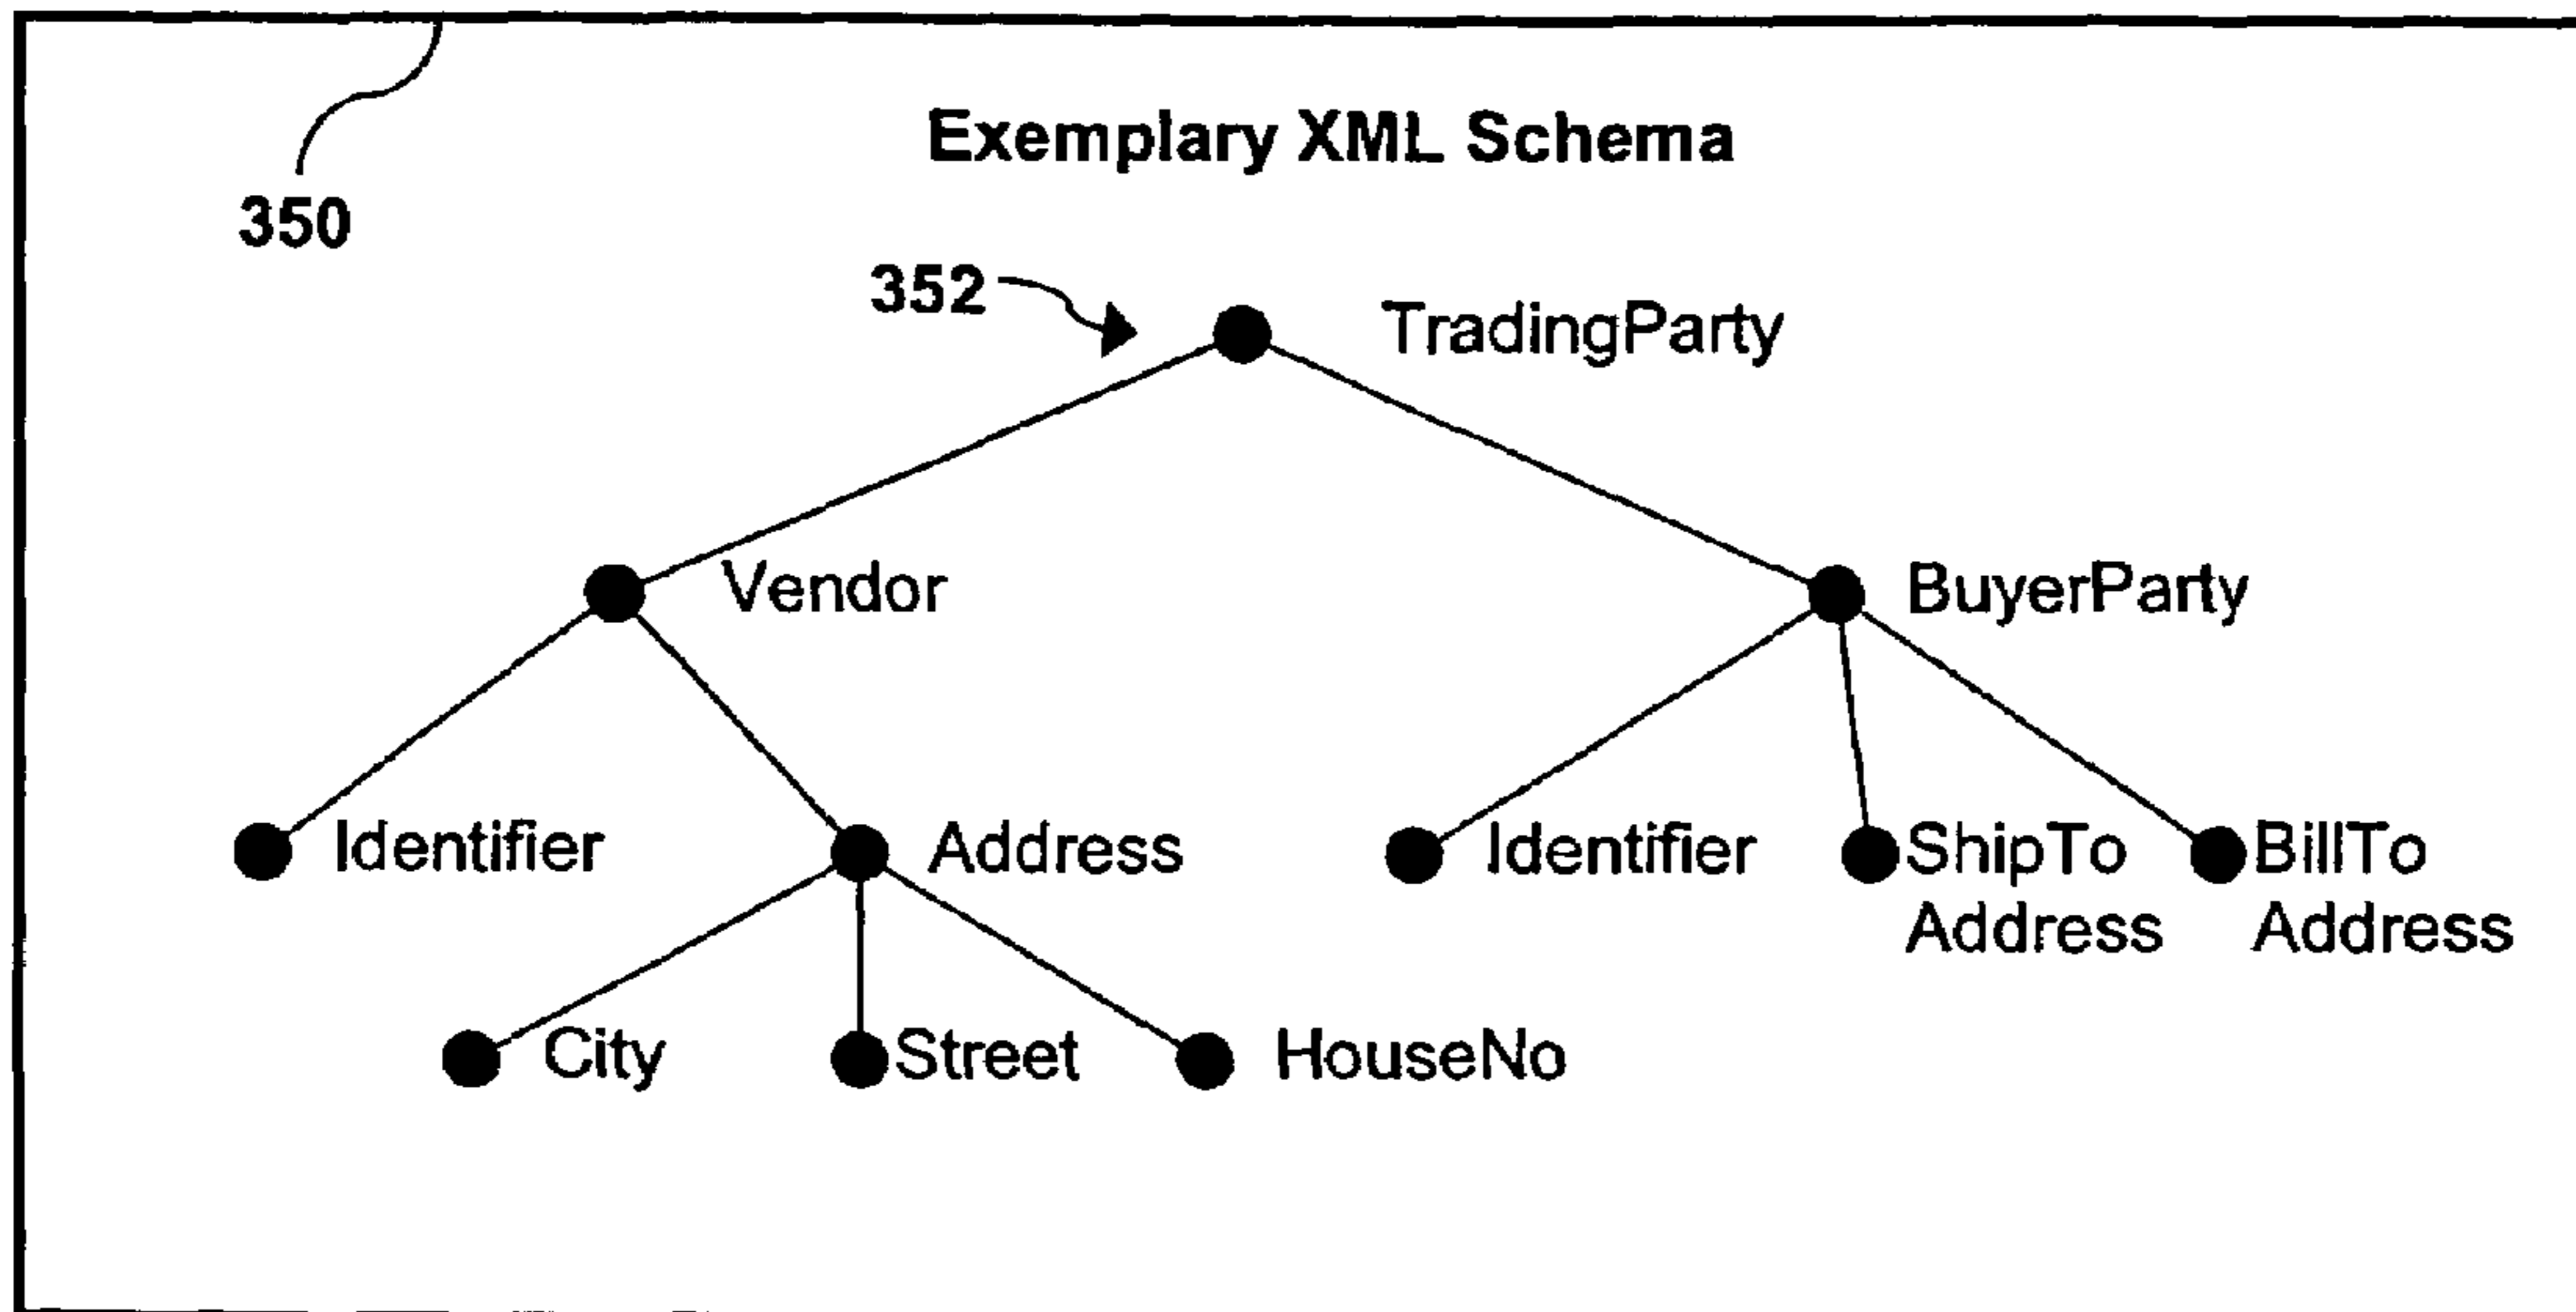 Exemplary XML Schema
350
352
TradingParty
Vendor
BuyerParty
Identifier
Address
Identifier
ShipTo
Address
BillTo
Address
City
Street
HouseNo